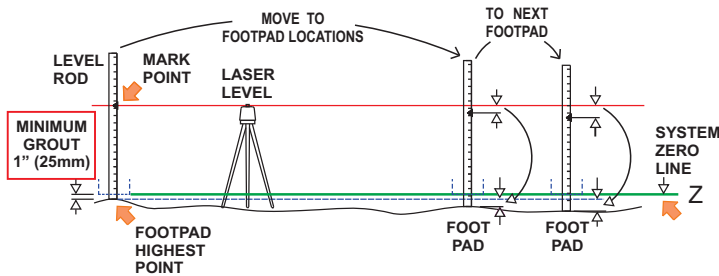 MOVE TO
FOOTPAD LOCATIONS
TO NEXT
FOOTPAD
LEVEL
ROD
MARK
POINT
LASER
LEVEL
MINIMUM
GROUT
1” (25mm)
SYSTEM
ZERO
LINE
Z
FOOTPAD
HIGHEST
POINT
FOOT
PAD
FOOT
PAD